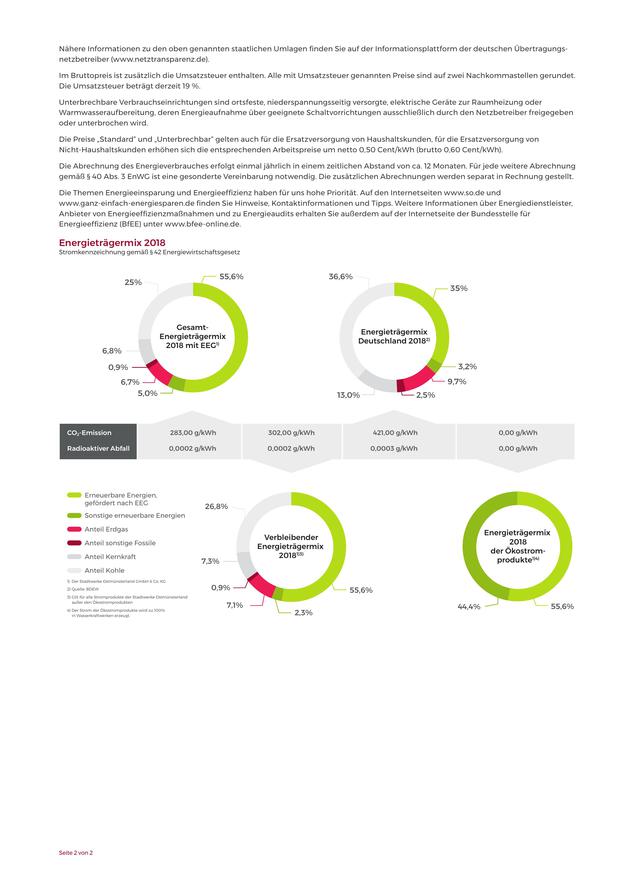 Nähere Informationen zu den oben genannten staatlichen Umlagen finden Sie auf der Informationsplattform der deutschen Übertragungs-
netzbetreiber (www.netztransparenz.de).
Im Bruttopreis ist zusätzlich die Umsatzsteuer enthalten. Alle mit Umsatzsteuer genannten Preise sind auf zwei Nachkommastellen gerundet.
Die Umsatzsteuer beträgt derzeit 19 %.
Unterbrechbare Verbrauchseinrichtungen sind ortsfeste, niederspannungsseitig versorgte, elektrische Geräte zur Raumheizung oder
Warmwasseraufbereitung, deren Energieaufnahme über geeignete Schaltvorrichtungen ausschließlich durch den Netzbetreiber freigegeben
oder unterbrochen wird.
Die Preise „Standard" und „Unterbrechbar" gelten auch für die Ersatzversorgung von Haushaltskunden, für die Ersatzversorgung von
Nicht-Haushaltskunden erhöhen sich die entsprechenden Arbeitspreise um netto 0,50 Cent/kWh (brutto 0,60 Cent/kWh).
Die Abrechnung des Energieverbrauches erfolgt einmal jährlich in einem zeitlichen Abstand von ca. 12 Monaten. Für jede weitere Abrechnung
gemäß § 40 Abs. 3 EnWG ist eine gesonderte Vereinbarung notwendig. Die zusätzlichen Abrechnungen werden separat in Rechnung gestellt.
Die Themen Energieeinsparung und Energieeffizienz haben für uns hohe Priorität. Auf den Internetseiten www.so.de und
www.ganz-einfach-energiesparen.de finden Sie Hinweise, Kontaktinformationen und Tipps. Weitere Informationen über Energiedienstleister,
Anbieter von Energieeffizienzmaßnahmen und zu Energieaudits erhalten Sie außerdem auf der Internetseite der Bundesstelle für
Energieeffizienz (BfEE) unter www.bfee-online.de.
Energieträgermix 2018
Stromkennzeichnung gemäß § 42 Energiewirtschaftsgesetz
25%
55,6%
Gesamt-
Energieträgermix
2018 mit EEG¹⁾
6,8%
0,9%
6,7%
5,0%
36,6%
35%
Energieträgermix
Deutschland 2018²⁾
3,2%
9,7%
2,5%
13,0%
CO₂-Emission 283,00 g/kWh 302,00 g/kWh 421,00 g/kWh 0,00 g/kWh
Radioaktiver Abfall 0,0002 g/kWh 0,0002 g/kWh 0,0003 g/kWh 0,00 g/kWh
Erneuerbare Energien,
gefördert nach EEG
Sonstige erneuerbare Energien
Anteil Erdgas
Anteil sonstige Fossile
Anteil Kernkraft
Anteil Kohle
1) Der Stadtwerke Oelmünsterland GmbH & Co. KG
2) Quelle: BDEW
3) Gilt für alle Stromprodukte der Stadtwerke Ostmünsterland
außer den Ökostromprodukten
4) Der Strom der Ökostromprodukte wird zu 100%
in Wasserkraftwerken erzeugt.
26,8%
7,3%
0,9%
7,1%
2,3%
55,6%
Verbleibender
Energieträgermix
2018¹⁾³⁾
Energieträgermix
2018
der Ökostrom-
produkte¹⁾⁴⁾
44,4%
55,6%
Seite 2 von 2